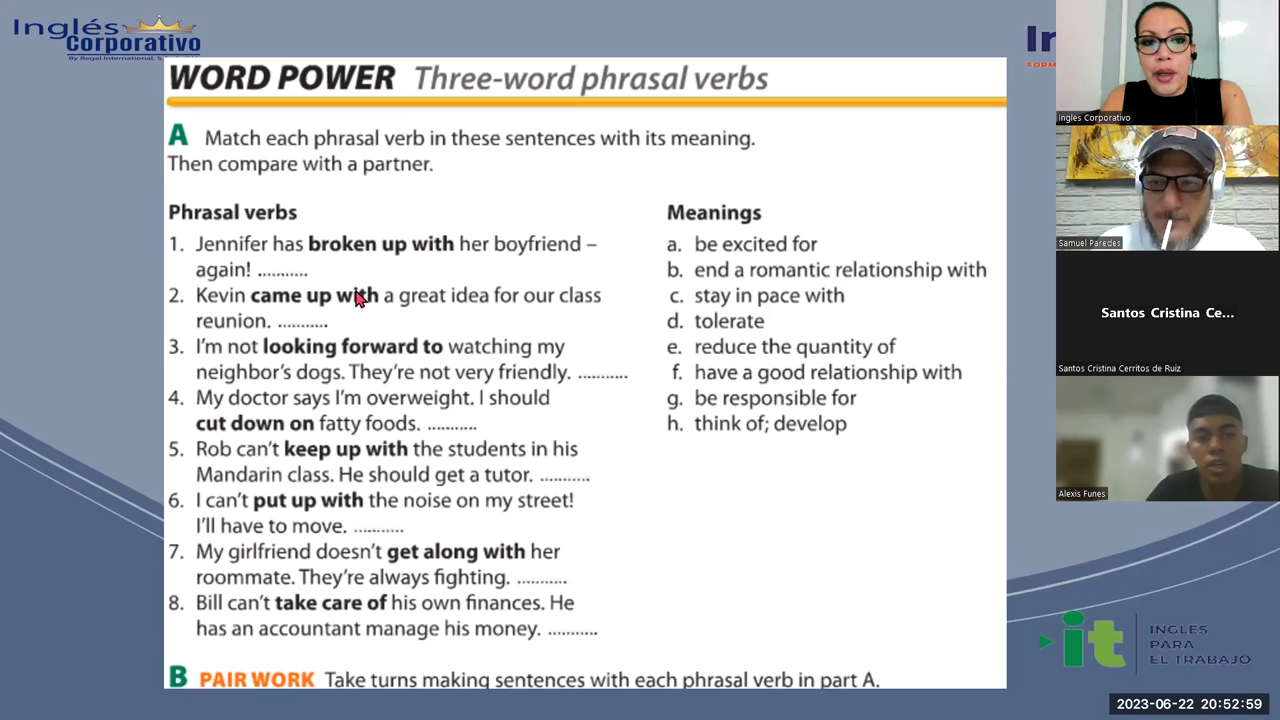 Inglés
Corporativo
By Regal International, S.
WORD POWER Three-word phrasal verbs
A Match each phrasal verb in these sentences with its meaning.
Then compare with a partner.
Phrasal verbs
1. Jennifer has broken up with her boyfriend –
again! ...........
2. Kevin came up with a great idea for our class
reunion. ...........
3. I'm not looking forward to watching my
neighbor's dogs. They're not very friendly. ...........
4. My doctor says I'm overweight. I should
cut down on fatty foods. ...........
5. Rob can't keep up with the students in his
Mandarin class. He should get a tutor. ...........
6. I can't put up with the noise on my street!
I'll have to move. ...........
7. My girlfriend doesn't get along with her
roommate. They're always fighting. ...........
8. Bill can't take care of his own finances. He
has an accountant manage his money. ...........
Meanings
a. be excited for
b. end a romantic relationship with
c. stay in pace with
d. tolerate
e. reduce the quantity of
f. have a good relationship with
g. be responsible for
h. think of; develop
B PAIR WORK Take turns making sentences with each phrasal verb in part A.
In
FORM
Ingles Corporativo
Samuel Paredes
Santos Cristina Ce...
Santos Cristina Cerritos de Ruiz
Alexis Funes
it
INGLES
PARA
EL TRABAJO
2023-06-22 20:52:59